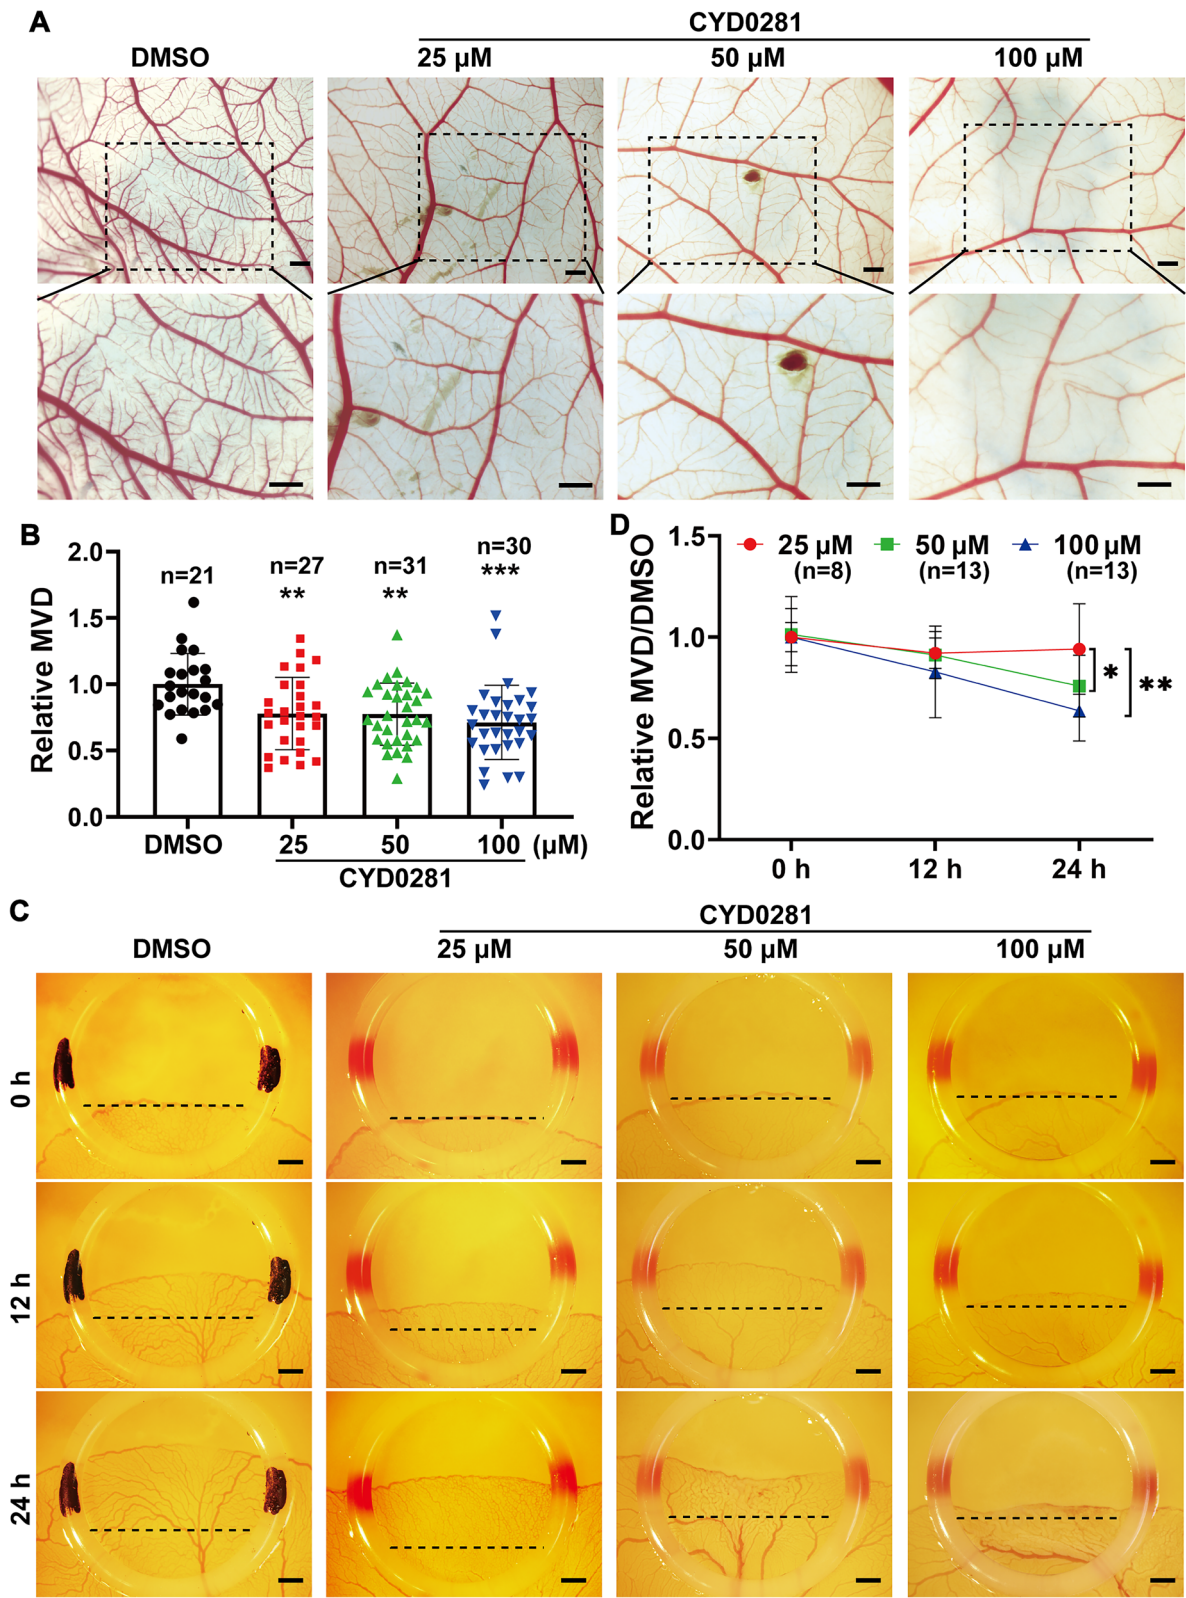 A
CYD0281
DMSO 25 µM 50 µM 100 µM
B
2.0
1.5
1.0
0.5
0.0
Relative MVD
n=21
n=27
**
n=31
**
n=30
***
DMSO 25 50 100 (µM)
CYD0281
D
1.5
1.0
0.5
0.0
Relative MVD/DMSO
25 µM 50 µM 100 µM
(n=8) (n=13) (n=13)
*
**
0 h 12 h 24 h
C
CYD0281
DMSO 25 µM 50 µM 100 µM
0 h
12 h
24 h